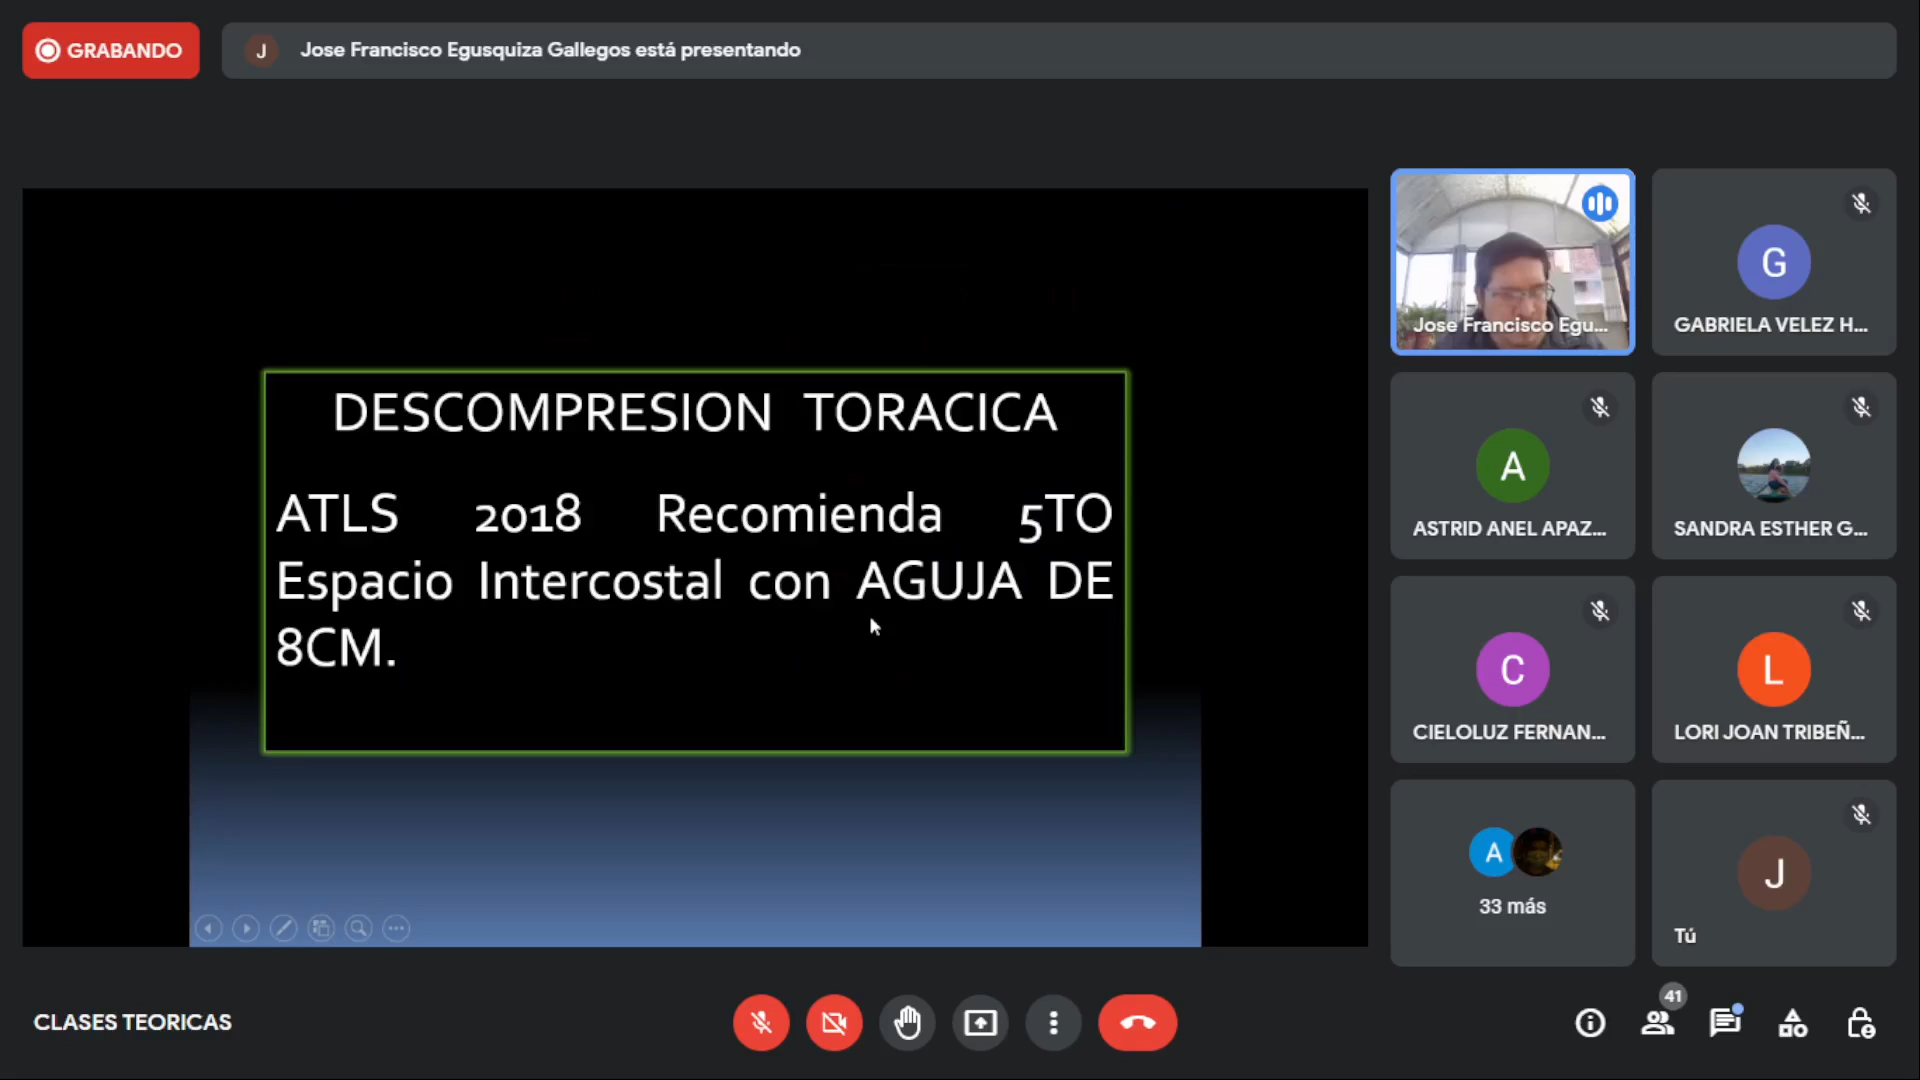 GRABANDO
J
Jose Francisco Egusquiza Gallegos está presentando
DESCOMPRESION TORACICA
ATLS 2018 Recomienda 5TO
Espacio Intercostal con AGUJA DE
8CM.
Jose Francisco Egu...
G
GABRIELA VELEZ H...
A
ASTRID ANEL APAZ...
SANDRA ESTHER G...
C
CIELOLUZ FERNAN...
L
LORI JOAN TRIBEÑ...
A
33 más
J
Tú
CLASES TEORICAS
41